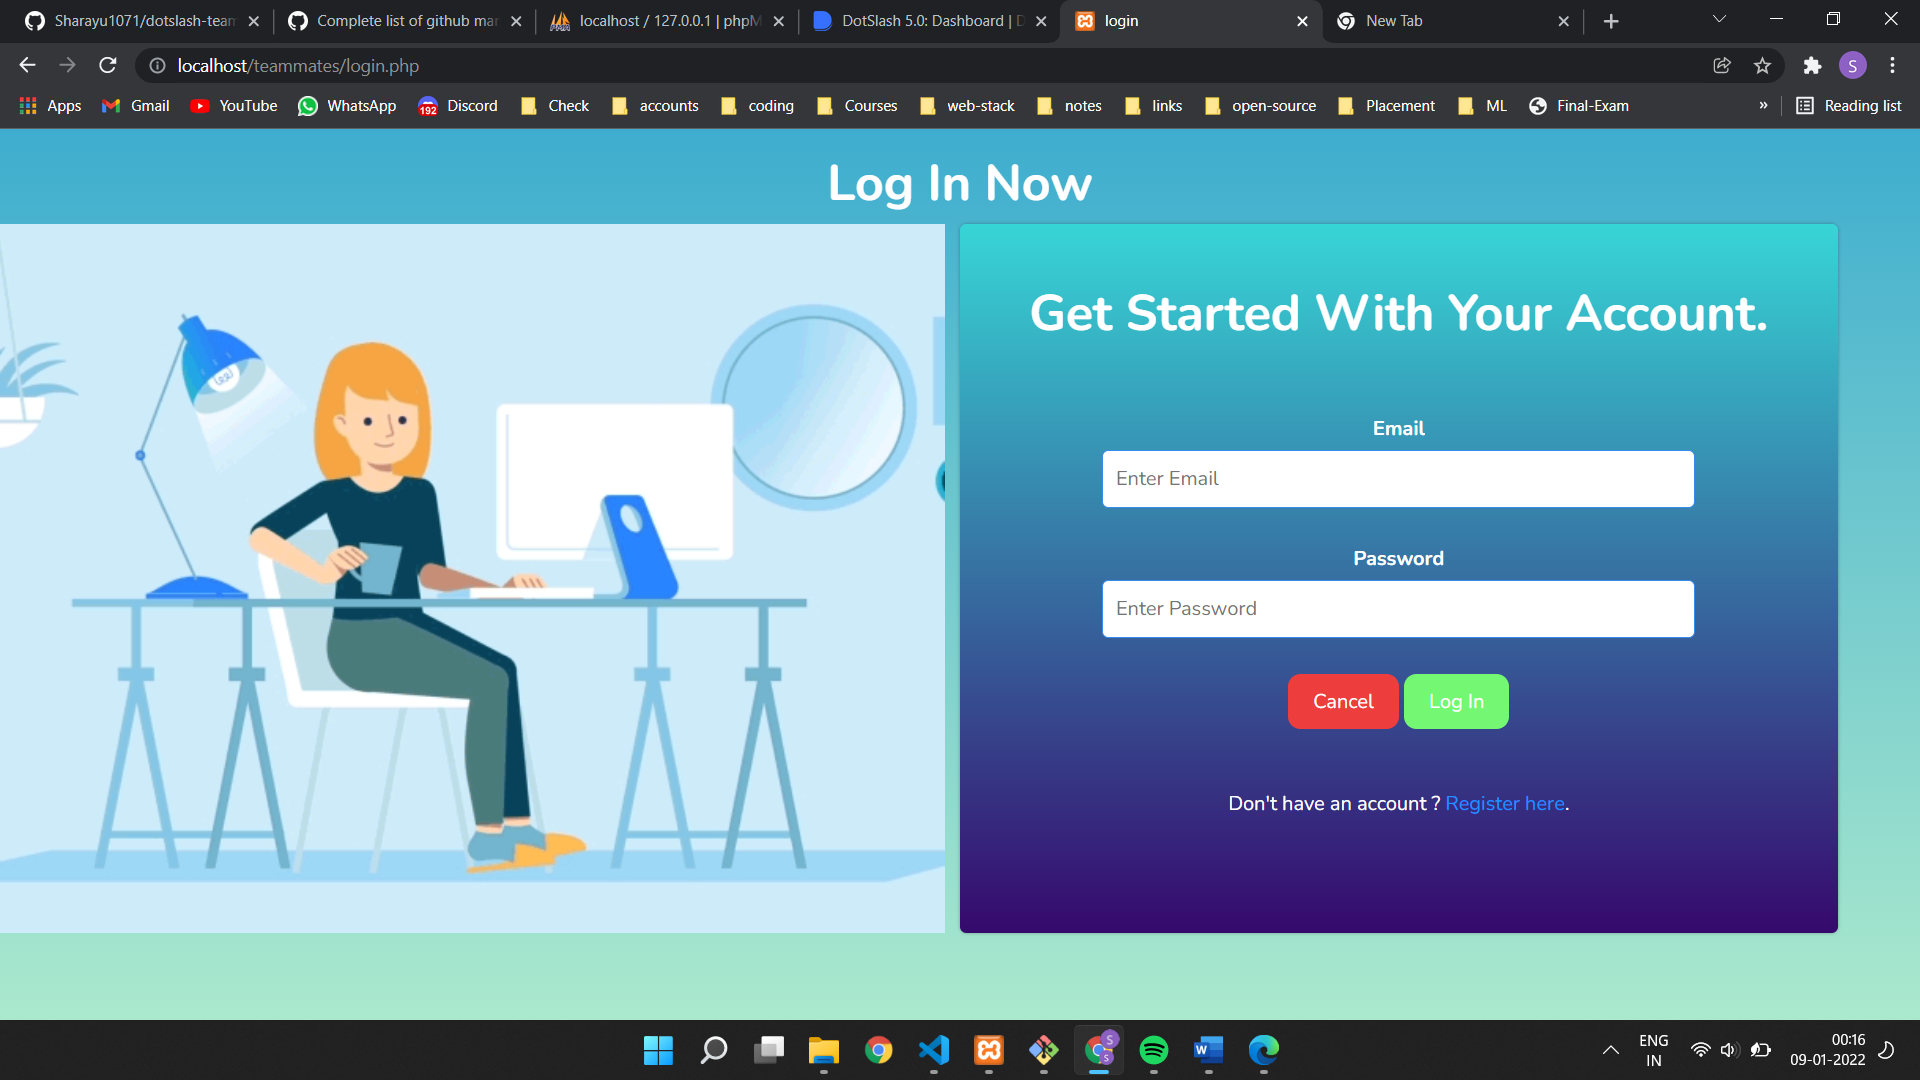 Sharayu1071/dotslash-team
Complete list of github mar
localhost / 127.0.0.1 | phpM
DotSlash 5.0: Dashboard | D
login
New Tab
localhost/teammates/login.php
S
Apps
Gmail
YouTube
WhatsApp
192
Discord
Check
accounts
coding
Courses
web-stack
notes
links
open-source
Placement
ML
Final-Exam
»
Reading list
Log In Now
Get Started With Your Account.
Email
Enter Email
Password
Enter Password
Cancel
Log In
Don't have an account ? Register here.
S
S
W
ENG
IN
00:16
09-01-2022